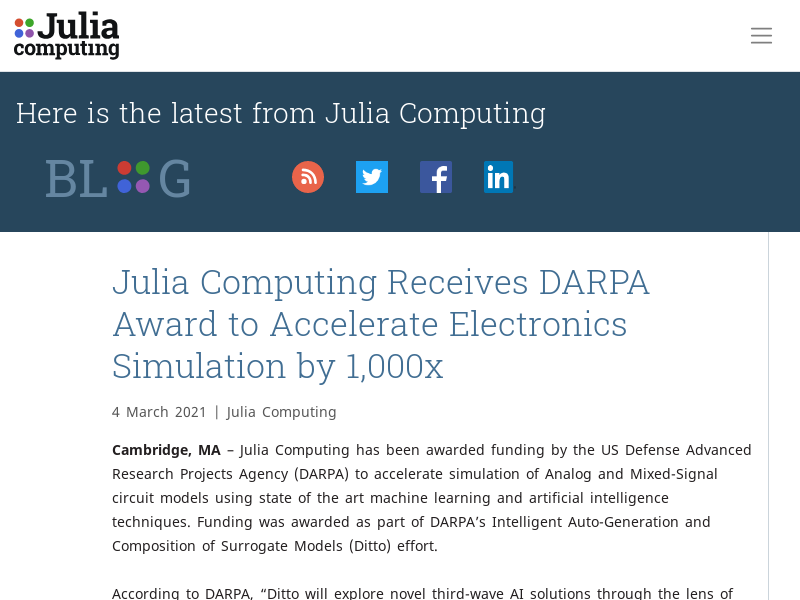 Julia
computing
Here is the latest from Julia Computing
BLOG
Julia Computing Receives DARPA
Award to Accelerate Electronics
Simulation by 1,000x
4 March 2021 | Julia Computing
Cambridge, MA – Julia Computing has been awarded funding by the US Defense Advanced
Research Projects Agency (DARPA) to accelerate simulation of Analog and Mixed-Signal
circuit models using state of the art machine learning and artificial intelligence
techniques. Funding was awarded as part of DARPA’s Intelligent Auto-Generation and
Composition of Surrogate Models (Ditto) effort.
According to DARPA, “Ditto will explore novel third-wave AI solutions through the lens of